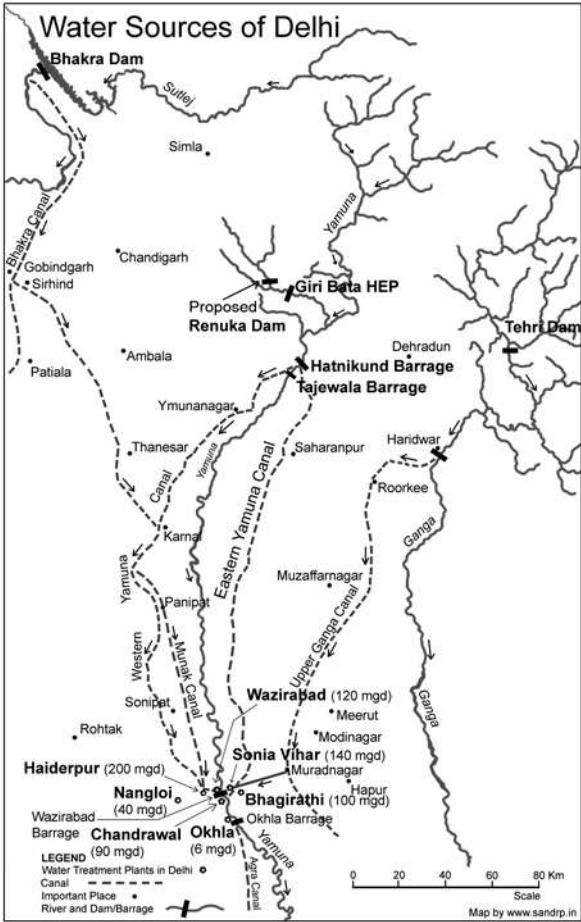 Water Sources of Delhi
Bhakra Dam
Sutlej
Simla
Yamuna
Bhakra Canal
Gobindgarh
Sirhind
Chandigarh
Giri Bata HEP
Proposed
Renuka Dam
Tehri Dam
Patiala
Ambala
Dehradun
Hatnikund Barrage
Tajewala Barrage
Ymunanagar
Thanesar
Yamuna
Saharanpur
Haridwar
Roorkee
Canal
Eastern Yamuna Canal
Karnal
Ganga
Yamuna
Muzaffarnagar
Panipat
Upper Ganga Canal
Western
Munak Canal
Ganga
Wazirabad (120 mgd)
Sonipat
Meerut
Rohtak
Modinagar
Sonia Vihar (140 mgd)
Haiderpur (200 mgd)
Muradnagar
Hapur
Nangloi
(40 mgd)
Bhagirathi (100 mgd)
Wazirabad
Barrage
Okhla Barrage
Chandrawal
(90 mgd)
Okhla
(6 mgd)
Yamuna
Agra Canal
LEGEND
Water Treatment Plants in Delhi
Canal
Important Place
River and Dam/Barrage
0 20 40 60 80 Km
Scale
Map by www.sandrp.in